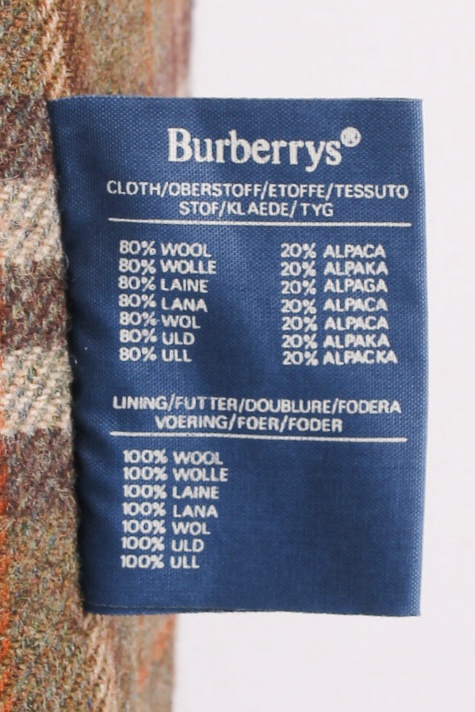 Burberrys®
CLOTH/OBERSTOFF/ETOFFE/TESSUTO
STOF/KLAEDE/TYG
80% WOOL 20% ALPACA
80% WOLLE 20% ALPAKA
80% LAINE 20% ALPAGA
80% LANA 20% ALPACA
80% WOL 20% ALPACA
80% ULD 20% ALPAKA
80% ULL 20% ALPACKA
LINING/FUTTER/DOUBLURE/FODERA
VOERING/FOER/FODER
100% WOOL
100% WOLLE
100% LAINE
100% LANA
100% WOL
100% ULD
100% ULL